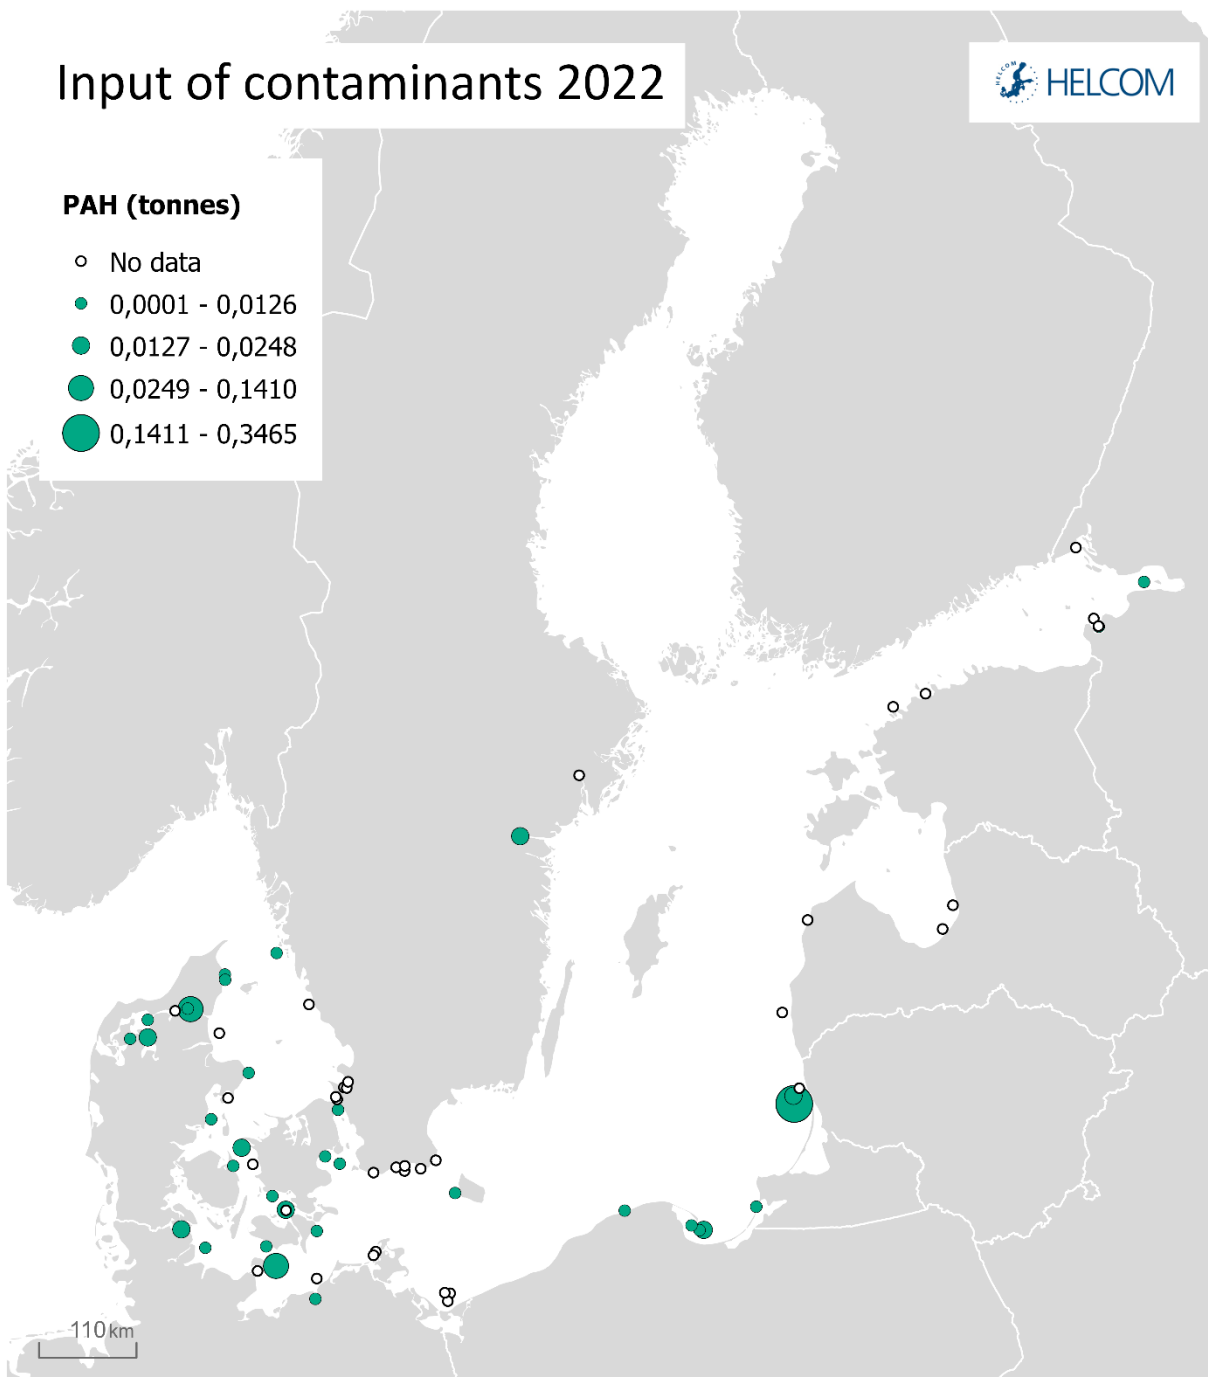 Input of contaminants 2022
HELCOM
HELCOM
PAH (tonnes)
No data
0,0001 - 0,0126
0,0127 - 0,0248
0,0249 - 0,1410
0,1411 - 0,3465
110 km